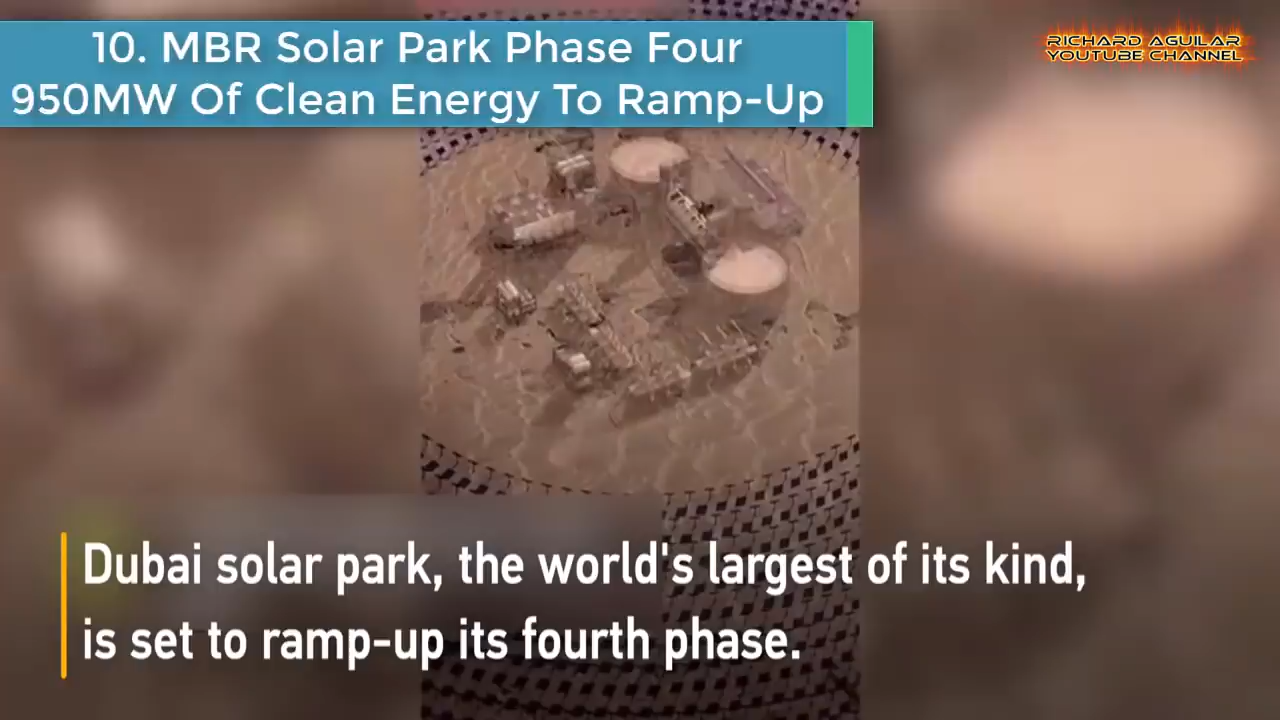 10. MBR Solar Park Phase Four
950MW Of Clean Energy To Ramp-Up
RICHARD AGUILAR
YOUTUBE CHANNEL
Dubai solar park, the world's largest of its kind,
is set to ramp-up its fourth phase.